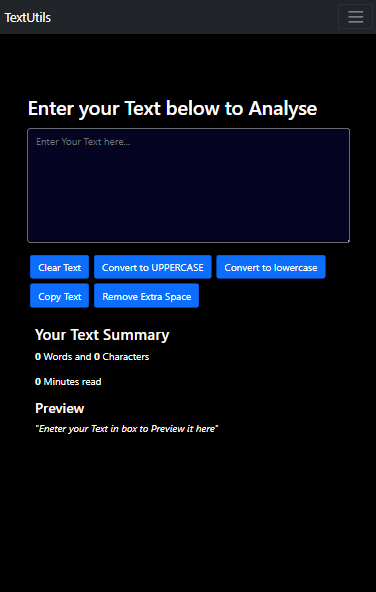 TextUtils
Enter your Text below to Analyse
Enter Your Text here...
Clear Text Convert to UPPERCASE Convert to lowercase
Copy Text Remove Extra Space
Your Text Summary
0 Words and 0 Characters
0 Minutes read
Preview
"Eneter your Text in box to Preview it here"